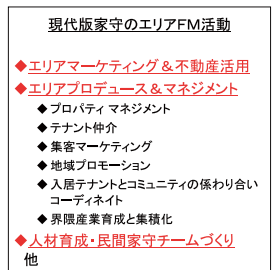 現代版家守のエリアFM活動
◆エリアマーケティング＆不動産活用
◆エリアプロデュース＆マネジメント
◆プロパティ マネジメント
◆テナント仲介
◆集客マーケティング
◆地域プロモーション
◆入居テナントとコミュニティの係わり合い
コーディネイト
◆界隈産業育成と集積化
◆人材育成・民間家守チームづくり
他